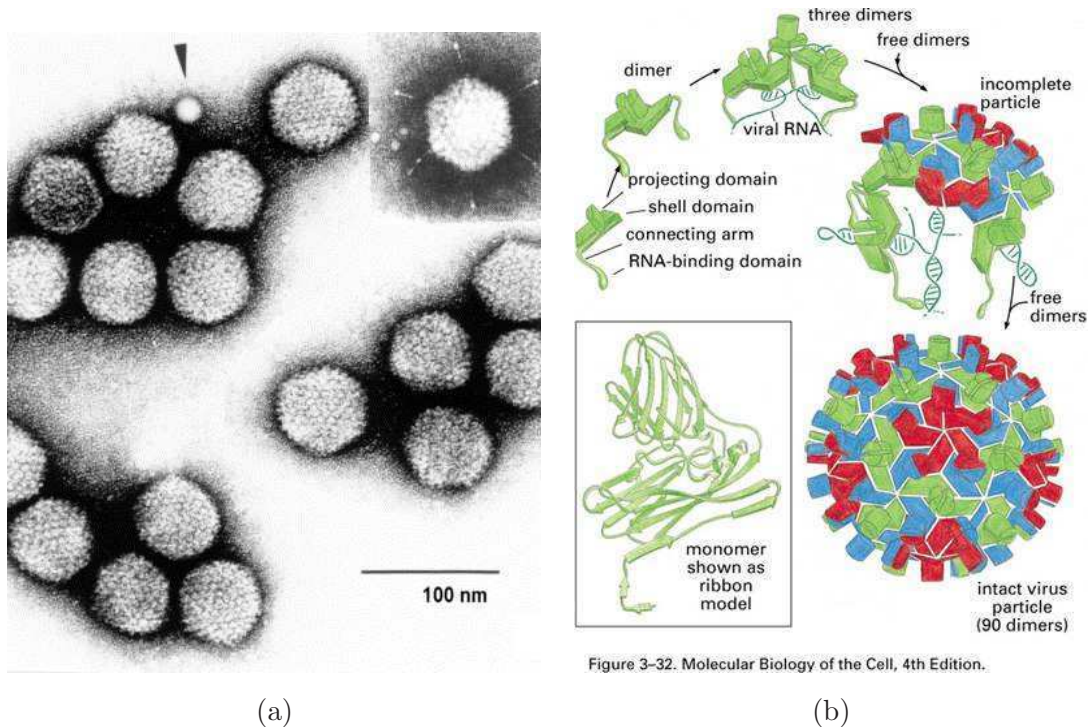 100 nm
three dimers
free dimers
dimer
incomplete
particle
viral RNA
projecting domain
shell domain
connecting arm
RNA-binding domain
free
dimers
monomer
shown as
ribbon
model
intact virus
particle
(90 dimers)
Figure 3–32. Molecular Biology of the Cell, 4th Edition.
(a)
(b)